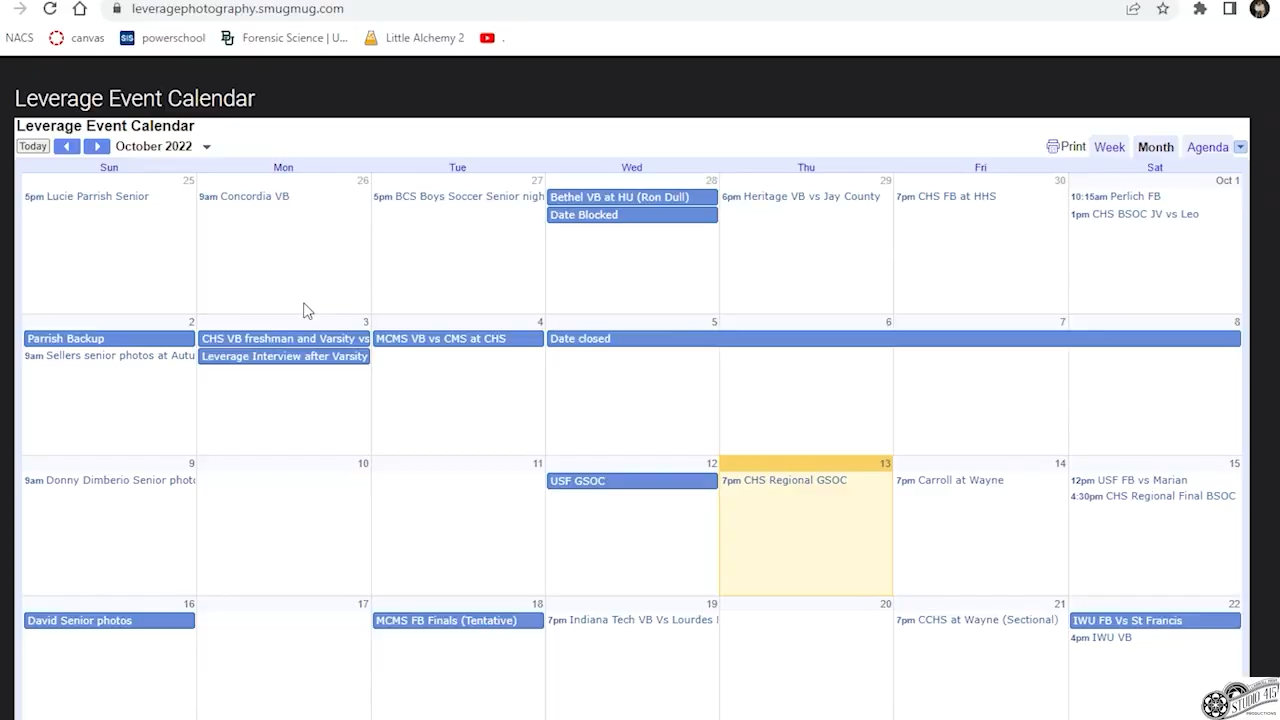 leveragephotography.smugmug.com
NACS canvas SIS powerschool Forensic Science | U... Little Alchemy 2 .
Leverage Event Calendar
Leverage Event Calendar
Today October 2022 Print Week Month Agenda
Sun Mon Tue Wed Thu Fri Sat
25 26 27 28 29 30 Oct 1
5pm Lucie Parrish Senior 9am Concordia VB 5pm BCS Boys Soccer Senior nigh Bethel VB at HU (Ron Dull) 6pm Heritage VB vs Jay County 7pm CHS FB at HHS 10:15am Perlich FB
Date Blocked 1pm CHS BSOC JV vs Leo
2 3 4 5 6 7 8
Parrish Backup CHS VB freshman and Varsity vs MCMS VB vs CMS at CHS Date closed
9am Sellers senior photos at Autu Leverage Interview after Varsity
9 10 11 12 13 14 15
9am Donny Dimberio Senior photo USF GSOC 7pm CHS Regional GSOC 7pm Carroll at Wayne 12pm USF FB vs Marian
4:30pm CHS Regional Final BSOC
16 17 18 19 20 21 22
David Senior photos MCMS FB Finals (Tentative) 7pm Indiana Tech VB Vs Lourdes 7pm CCHS at Wayne (Sectional) IWU FB Vs St Francis
4pm IWU VB
STUDIO 415
PRODUCTIONS